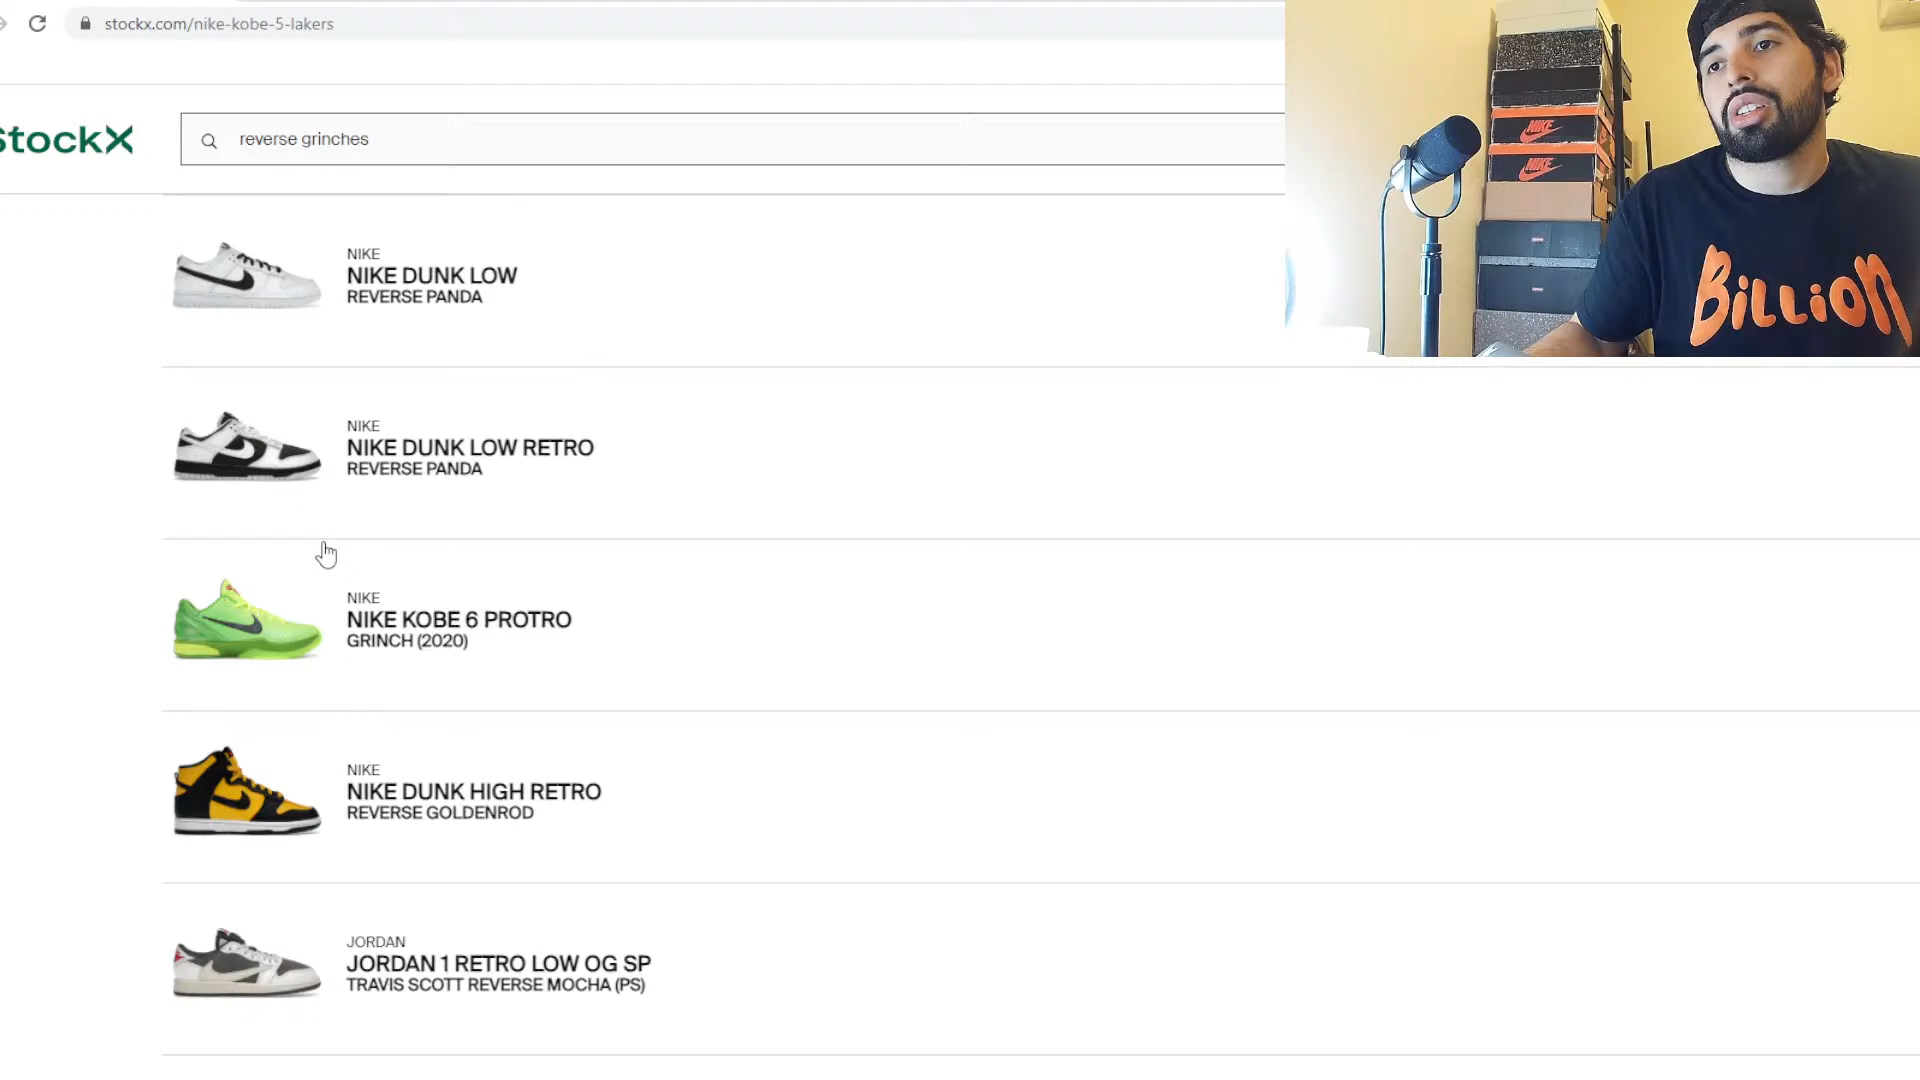 stockx.com/nike-kobe-5-lakers
StockX
reverse grinches
NIKE
NIKE DUNK LOW
REVERSE PANDA
NIKE
NIKE DUNK LOW RETRO
REVERSE PANDA
NIKE
NIKE KOBE 6 PROTRO
GRINCH (2020)
NIKE
NIKE DUNK HIGH RETRO
REVERSE GOLDENROD
JORDAN
JORDAN 1 RETRO LOW OG SP
TRAVIS SCOTT REVERSE MOCHA (PS)
NIKE
NIKE
BiLLiON